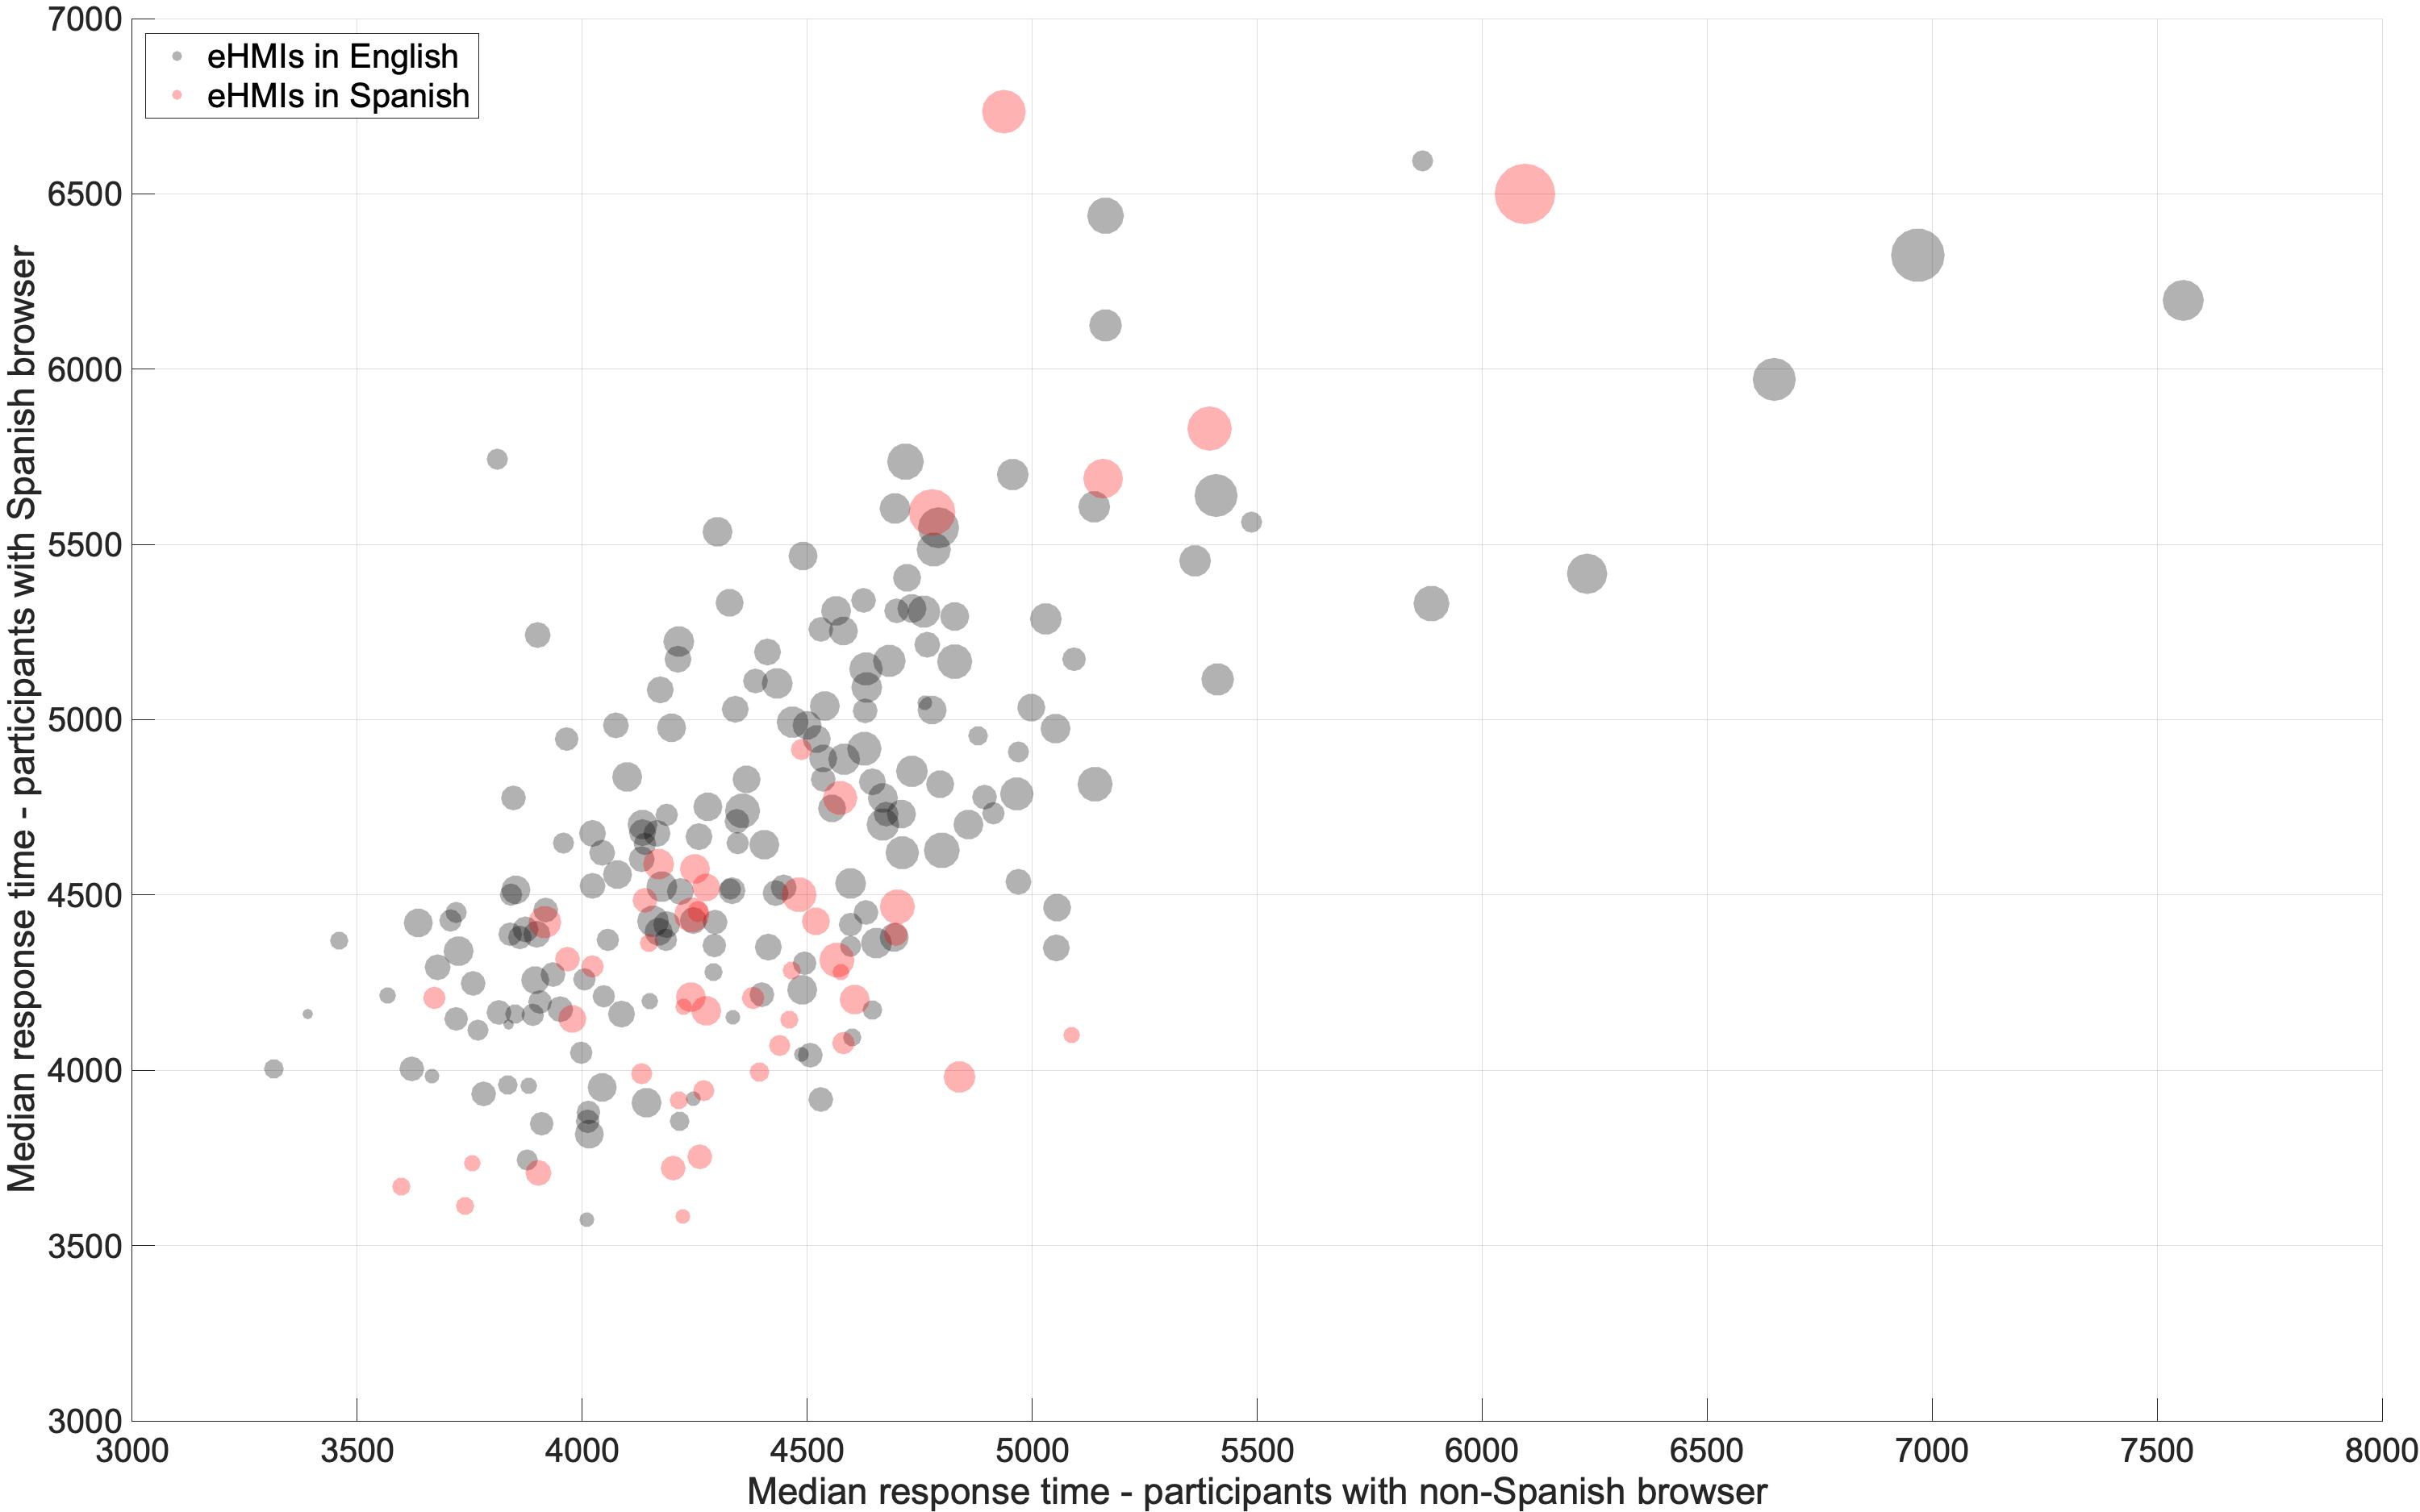 7000
6500
6000
5500
5000
4500
4000
3500
3000
Median response time - participants with Spanish browser
eHMIs in English
eHMIs in Spanish
3000 3500 4000 4500 5000 5500 6000 6500 7000 7500 8000
Median response time - participants with non-Spanish browser